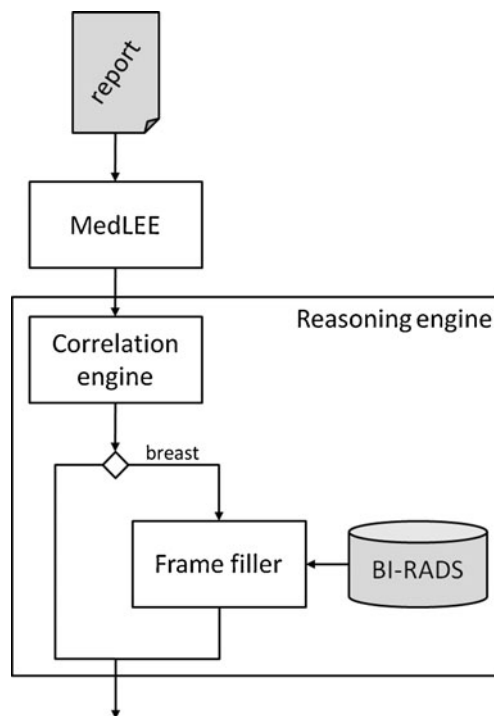 report
MedLEE
Reasoning engine
Correlation
engine
breast
Frame filler
BI-RADS